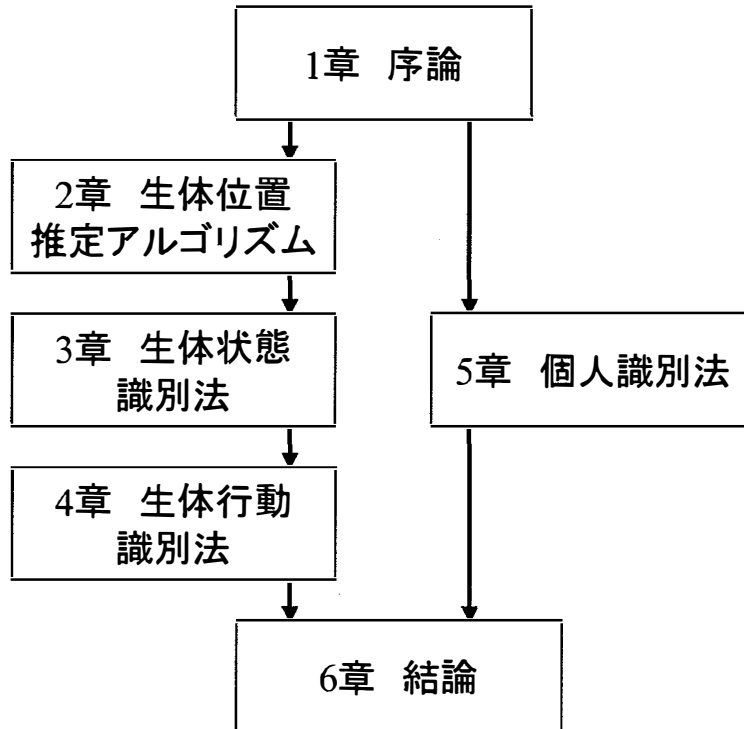 1章 序論
2章 生体位置
推定アルゴリズム
3章 生体状態
識別法
4章 生体行動
識別法
5章 個人識別法
6章 結論